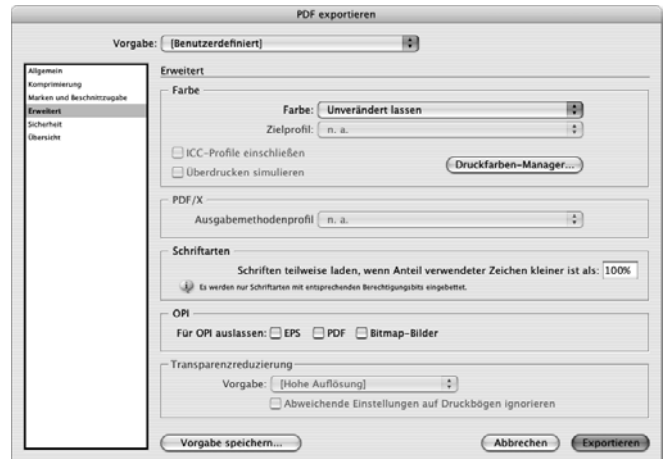 PDF exportieren
Vorgabe: [Benutzerdefiniert]
Allgemein
Komprimierung
Marken und Beschnittzugabe
Erweitert
Sicherheit
Übersicht
Erweitert
Farbe
Farbe: Unverändert lassen
Zielprofil: n. a.
ICC-Profile einschließen
Überdrucken simulieren
Druckfarben-Manager...
PDF/X
Ausgabemethodenprofil n. a.
Schriftarten
Schriften teilweise laden, wenn Anteil verwendeter Zeichen kleiner ist als: 100%
Es werden nur Schriftarten mit entsprechenden Berechtigungsbits eingebettet.
OPI
Für OPI auslassen: EPS PDF Bitmap-Bilder
Transparenzreduzierung
Vorgabe: [Hohe Auflösung]
Abweichende Einstellungen auf Druckbögen ignorieren
Vorgabe speichern... Abbrechen Exportieren